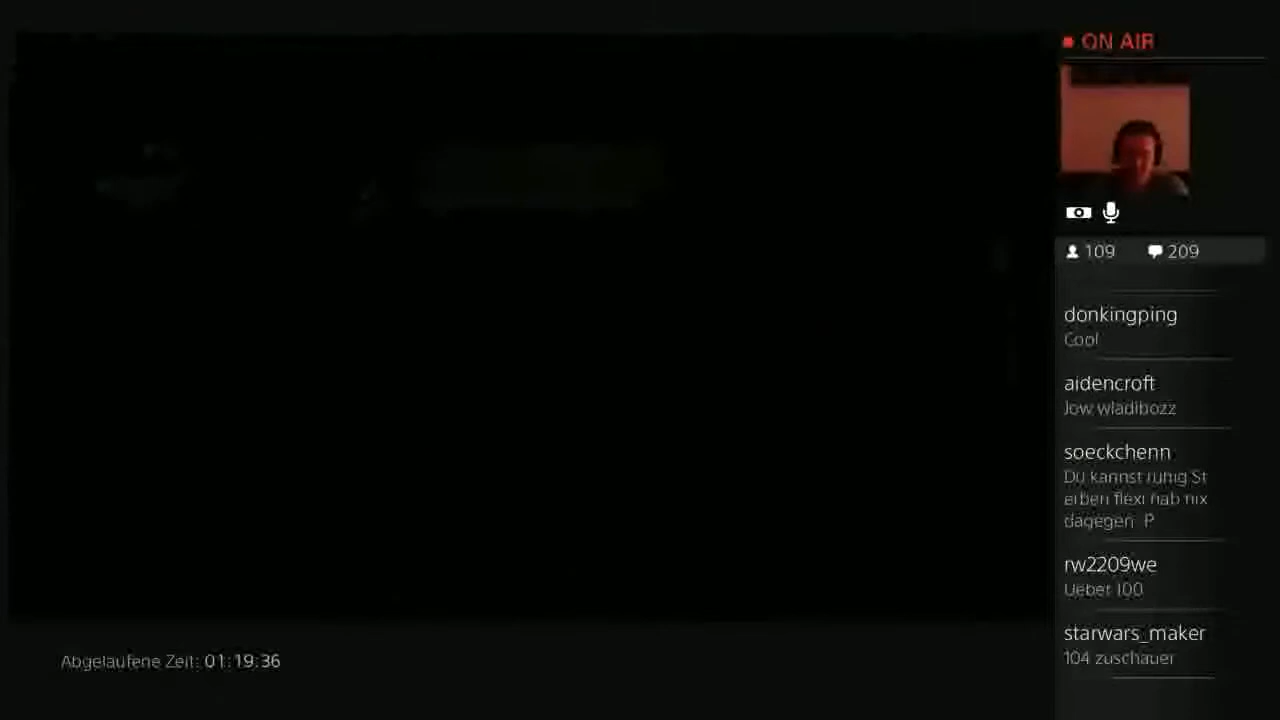 ON AIR
109 209
donkingping
Cool
aidencroft
Jow wladibozz
soeckchenn
Du kannst ruhig St
erben flexi hab nix
dagegen :P
rw2209we
Ueber 100
starwars_maker
104 zuschauer
Abgelaufene Zeit: 01:19:36